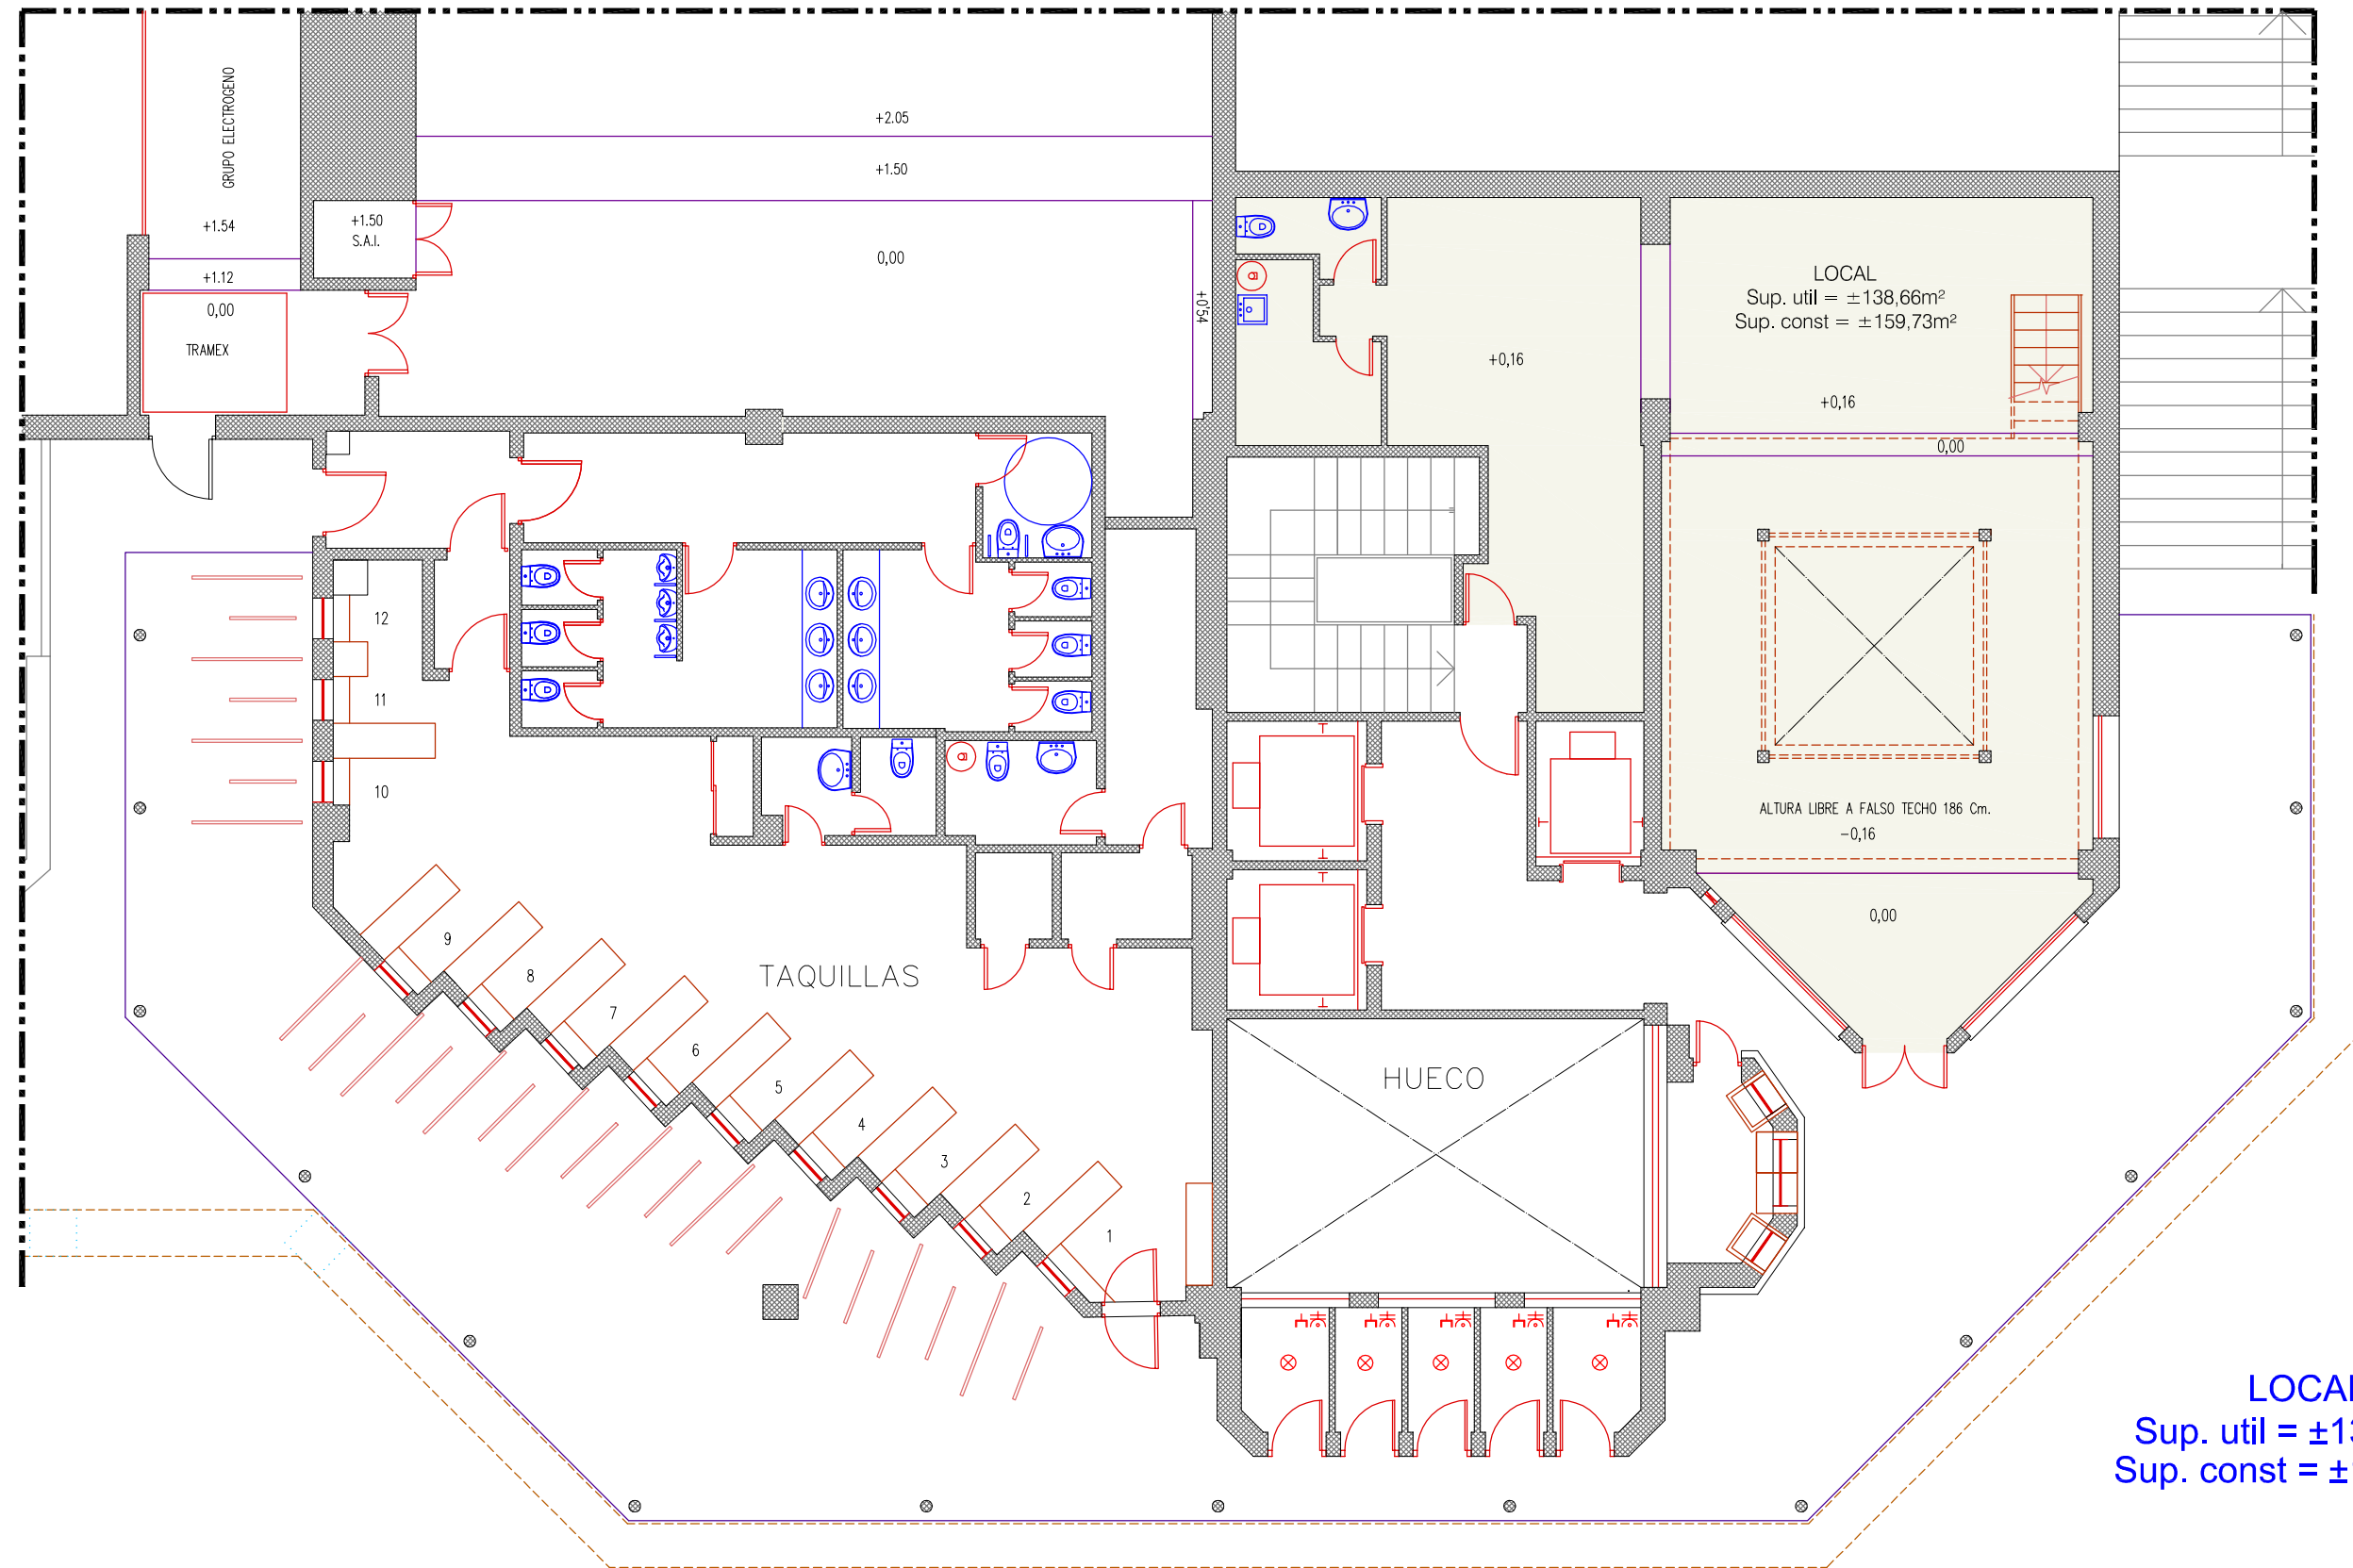 GRUPO ELECTROGENO
+2.05
+1.50
+1.54
+1.50
S.A.I.
0,00
+1.12
0,00
TRAMEX
+0'54
LOCAL
Sup. util = ±138,66m²
Sup. const = ±159,73m²
+0,16
+0,16
0,00
12
11
10
ALTURA LIBRE A FALSO TECHO 186 Cm.
-0,16
0,00
9
8
7
6
5
4
3
2
1
TAQUILLAS
HUECO
LOCAL
Sup. util = ±13
Sup. const = ±